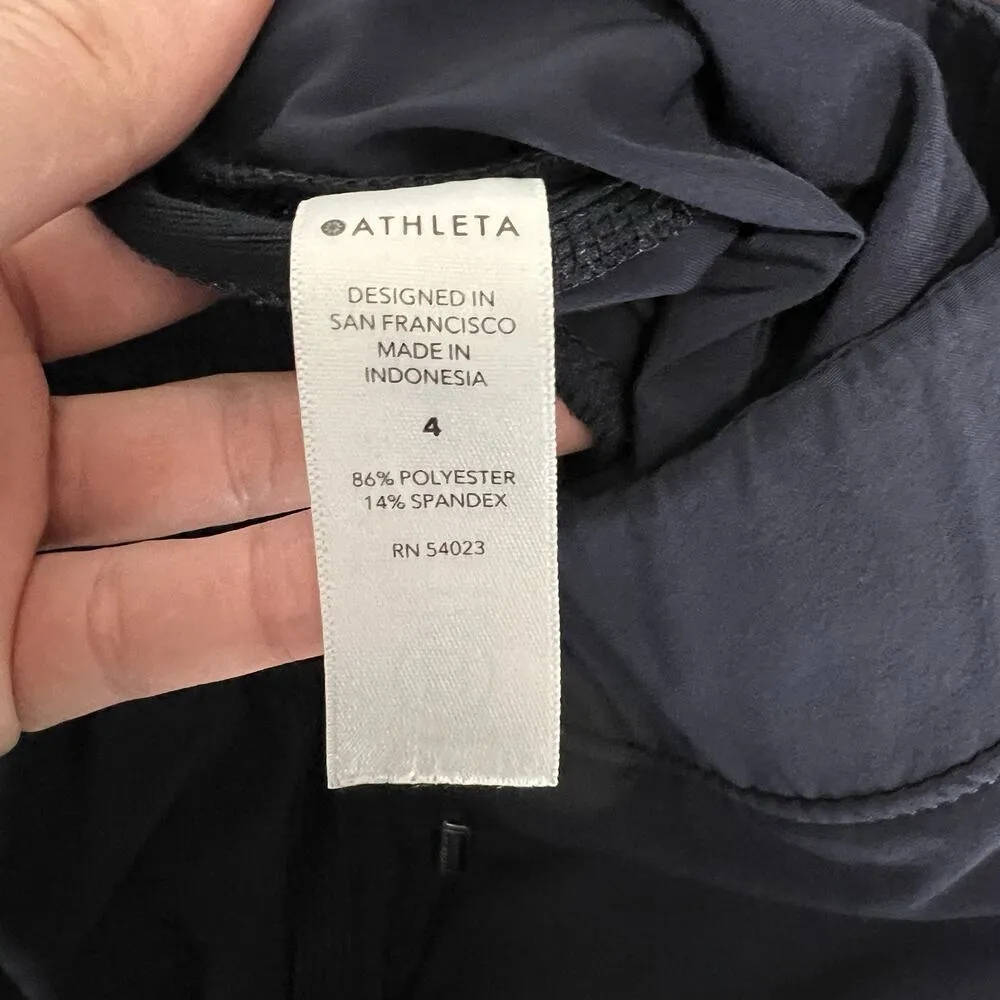 ATHLETA
DESIGNED IN
SAN FRANCISCO
MADE IN
INDONESIA
4
86% POLYESTER
14% SPANDEX
RN 54023